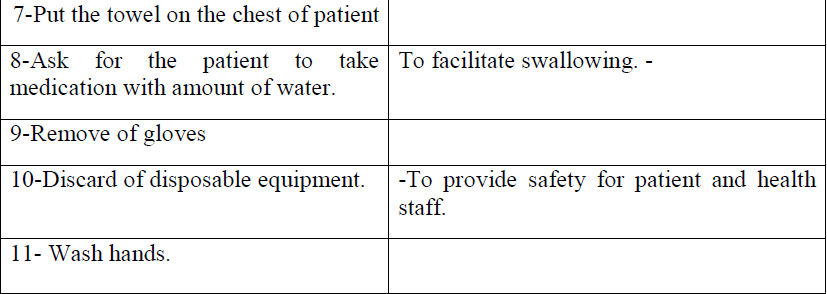 7-Put the towel on the chest of patient
8-Ask for the patient to take
medication with amount of water.
To facilitate swallowing. -
9-Remove of gloves
10-Discard of disposable equipment.
-To provide safety for patient and health
staff.
11- Wash hands.